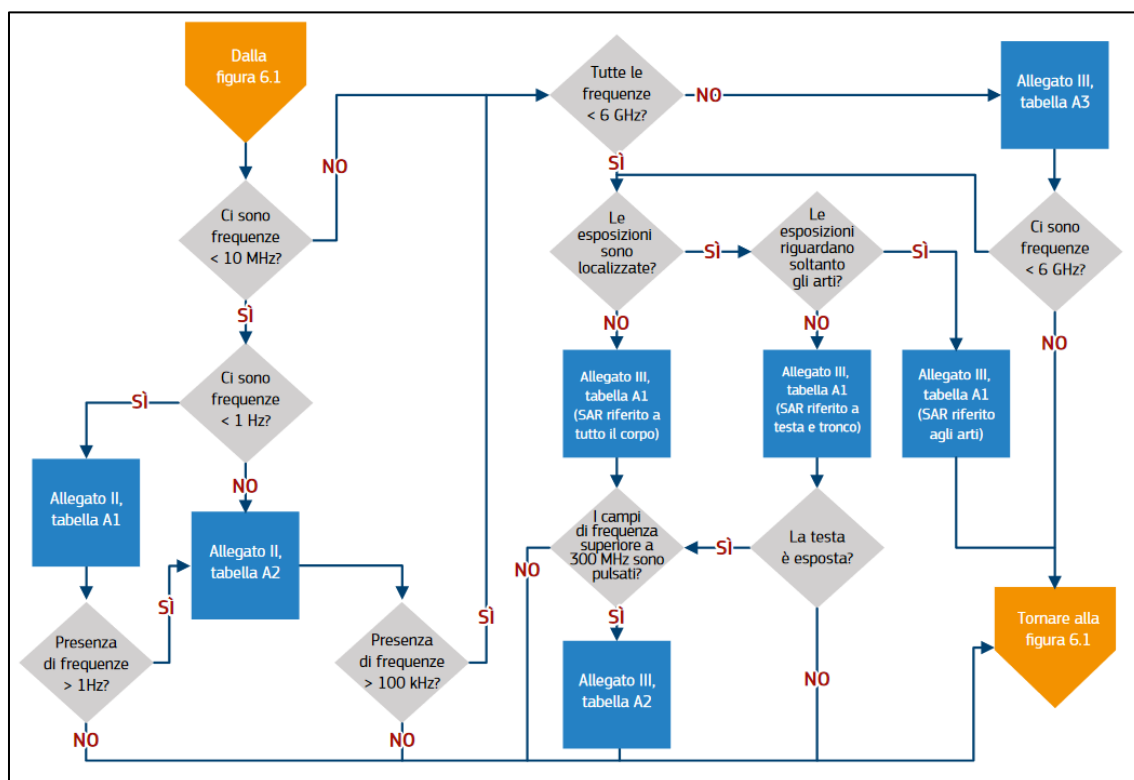 Dalla
figura 6.1
Tutte le
frequenze
< 6 GHz?
NO
Allegato III,
tabella A3
NO
SÌ
Ci sono
frequenze
< 10 MHz?
Le
esposizioni
sono
localizzate?
SÌ
Le
esposizioni
riguardano
soltanto
gli arti?
SÌ
Ci sono
frequenze
< 6 GHz?
SÌ
NO
NO
NO
Ci sono
frequenze
< 1 Hz?
SÌ
Allegato III,
tabella A1
(SAR riferito a
tutto il corpo)
Allegato III,
tabella A1
(SAR riferito a
testa e tronco)
Allegato III,
tabella A1
(SAR riferito
agli arti)
NO
Allegato II,
tabella A1
Allegato II,
tabella A2
I campi
di frequenza
superiore a
300 MHz sono
pulsati?
SÌ
La testa
è esposta?
NO
SÌ
SÌ
SÌ
Presenza
di frequenze
> 1Hz?
Presenza
di frequenze
> 100 kHz?
Allegato III,
tabella A2
Tornare alla
figura 6.1
NO
NO
NO